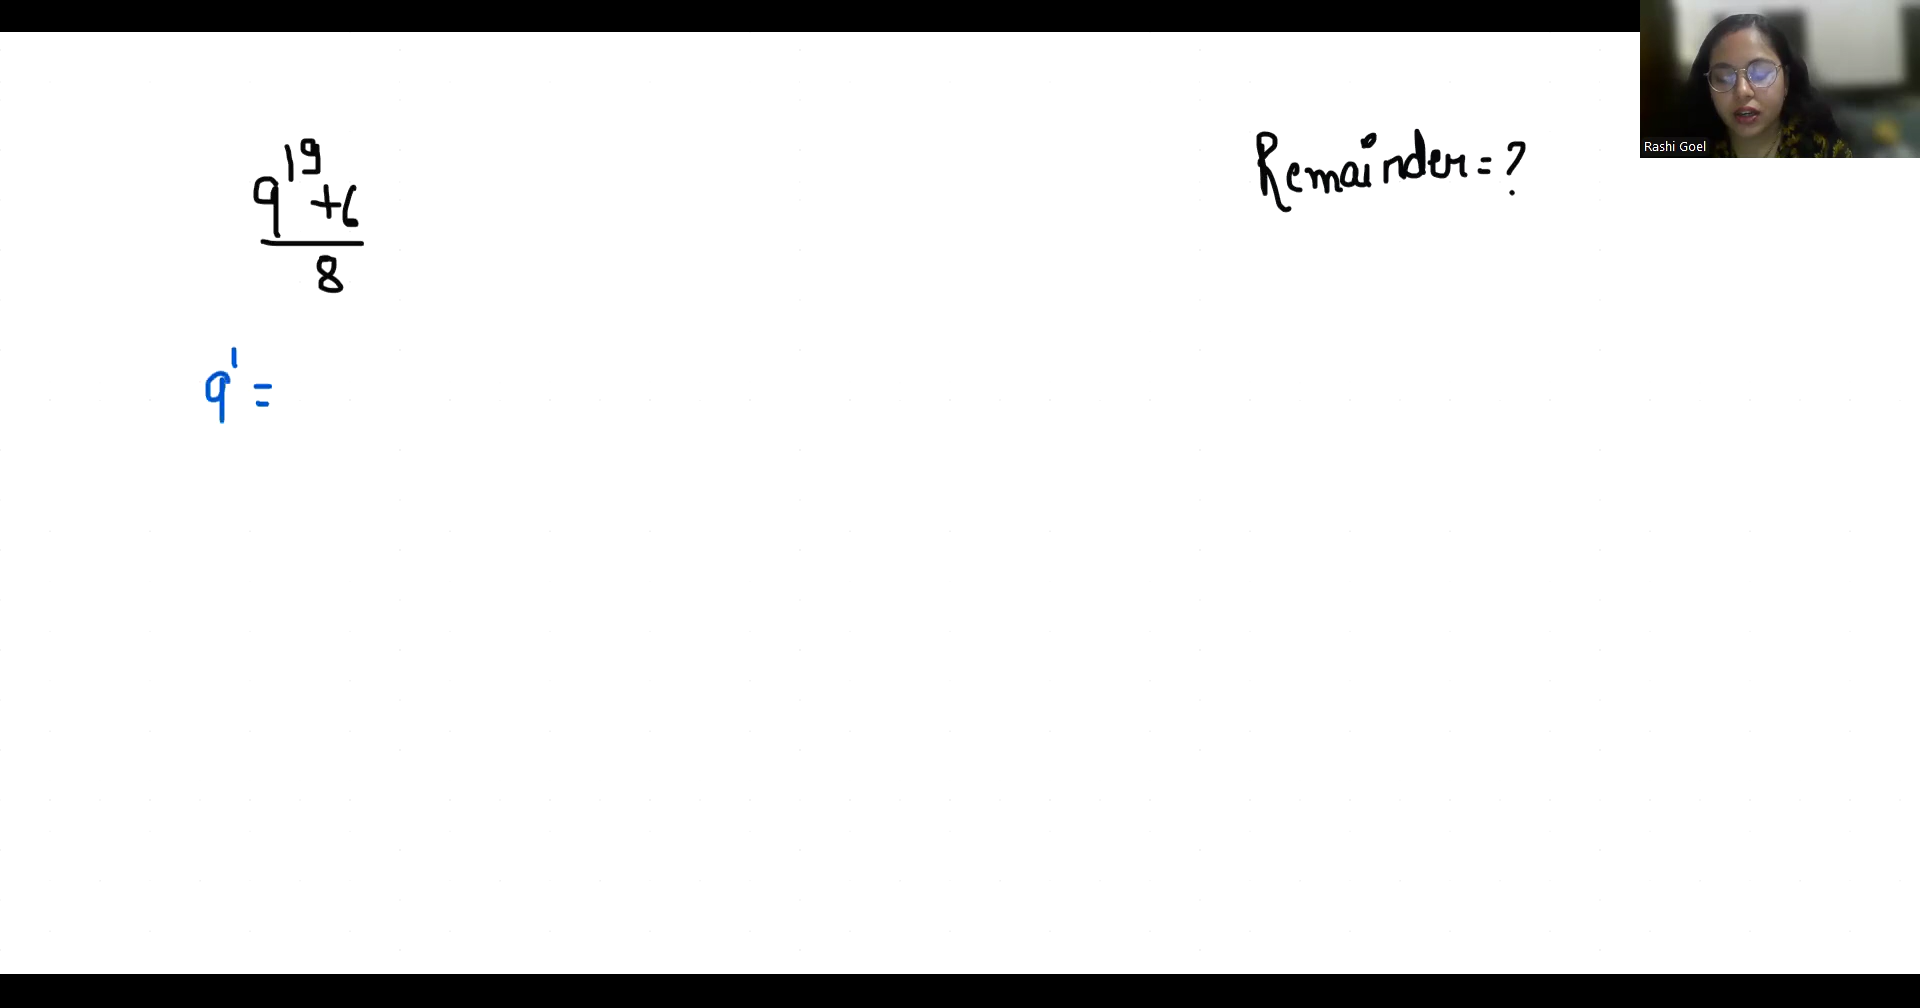 9^19 + 6
8
Remainder = ?
Rashi Goel
9^1 =